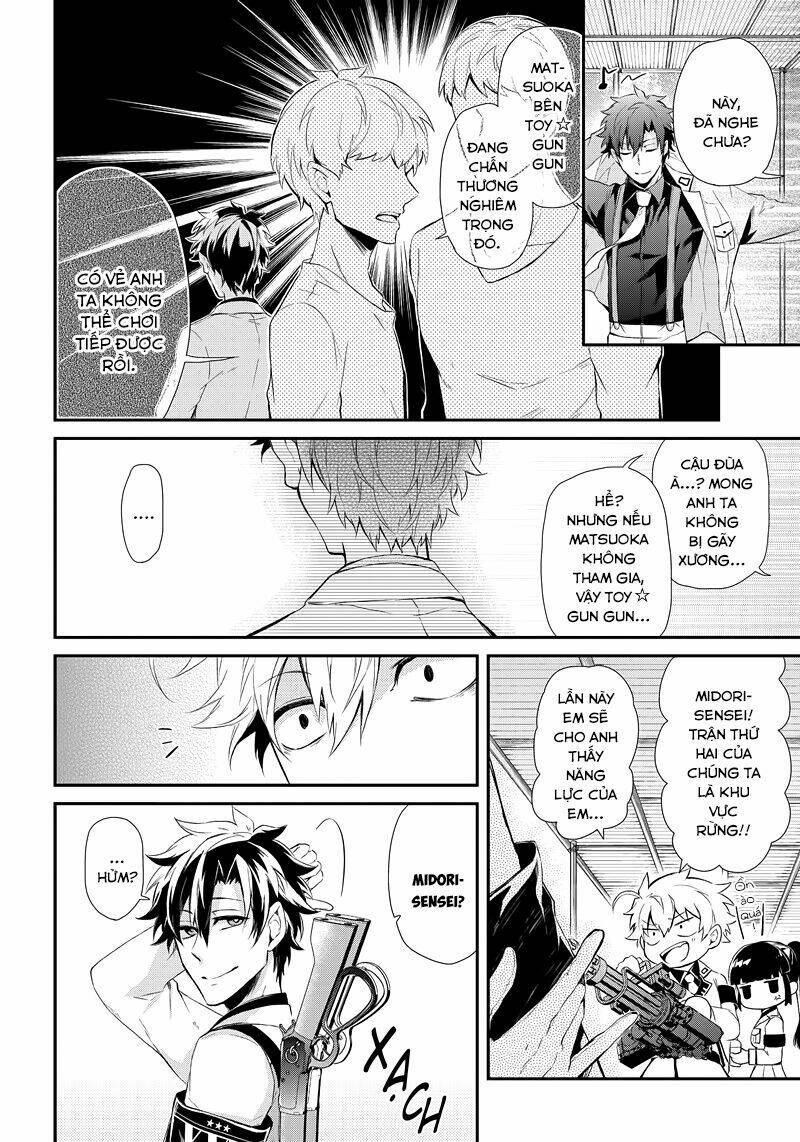 NÀY,
ĐÃ NGHE
CHƯA?
MAT-
SUOKA
BÊN
TOY☆
GUN
GUN
ĐANG
CHẤN
THƯƠNG
NGHIÊM
TRỌNG
ĐÓ.
CÓ VẺ ANH
TA KHÔNG
THỂ CHƠI
TIẾP ĐƯỢC
RỒI.
CẬU ĐÙA
À...? MONG
ANH TA
KHÔNG
BỊ GÃY
XƯƠNG...
HỂ?
NHƯNG NẾU
MATSUOKA
KHÔNG
THAM GIA,
VẬY TOY☆
GUN GUN...
....
MIDORI-
SENSEI!
TRẬN THỨ
HAI CỦA
CHÚNG TA
LÀ KHU
VỰC
RỪNG!!
LẦN NÀY
EM SẼ
CHO ANH
THẤY
NĂNG
LỰC CỦA
EM...
Ồn
ào
Quá
!
MIDORI-
SENSEI?
...
HỬM?
XẠCH